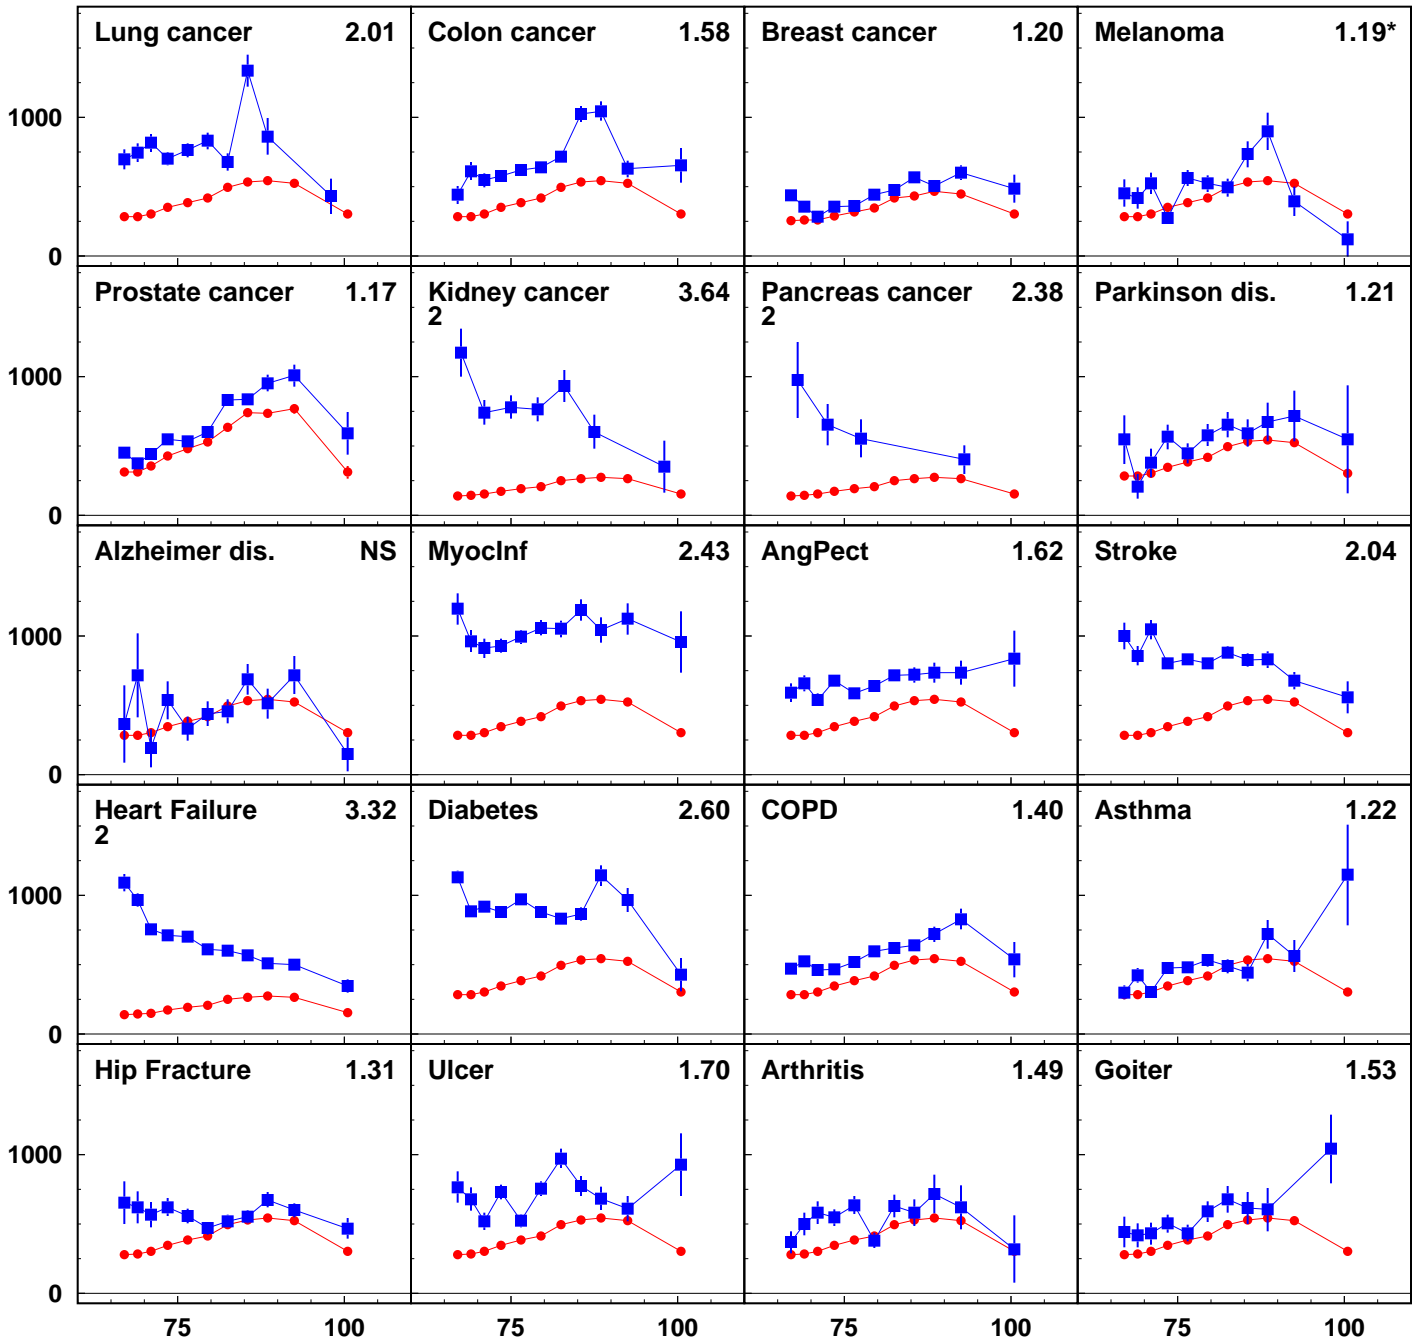 Lung cancer 2.01 Colon cancer 1.58 Breast cancer 1.20 Melanoma 1.19*
1000
0
Prostate cancer 1.17 Kidney cancer 3.64 Pancreas cancer 2.38 Parkinson dis. 1.21
2 2
1000
0
Alzheimer dis. NS MyocInf 2.43 AngPect 1.62 Stroke 2.04
1000
0
Heart Failure 3.32 Diabetes 2.60 COPD 1.40 Asthma 1.22
2
1000
0
Hip Fracture 1.31 Ulcer 1.70 Arthritis 1.49 Goiter 1.53
1000
0
75 100 75 100 75 100 75 100